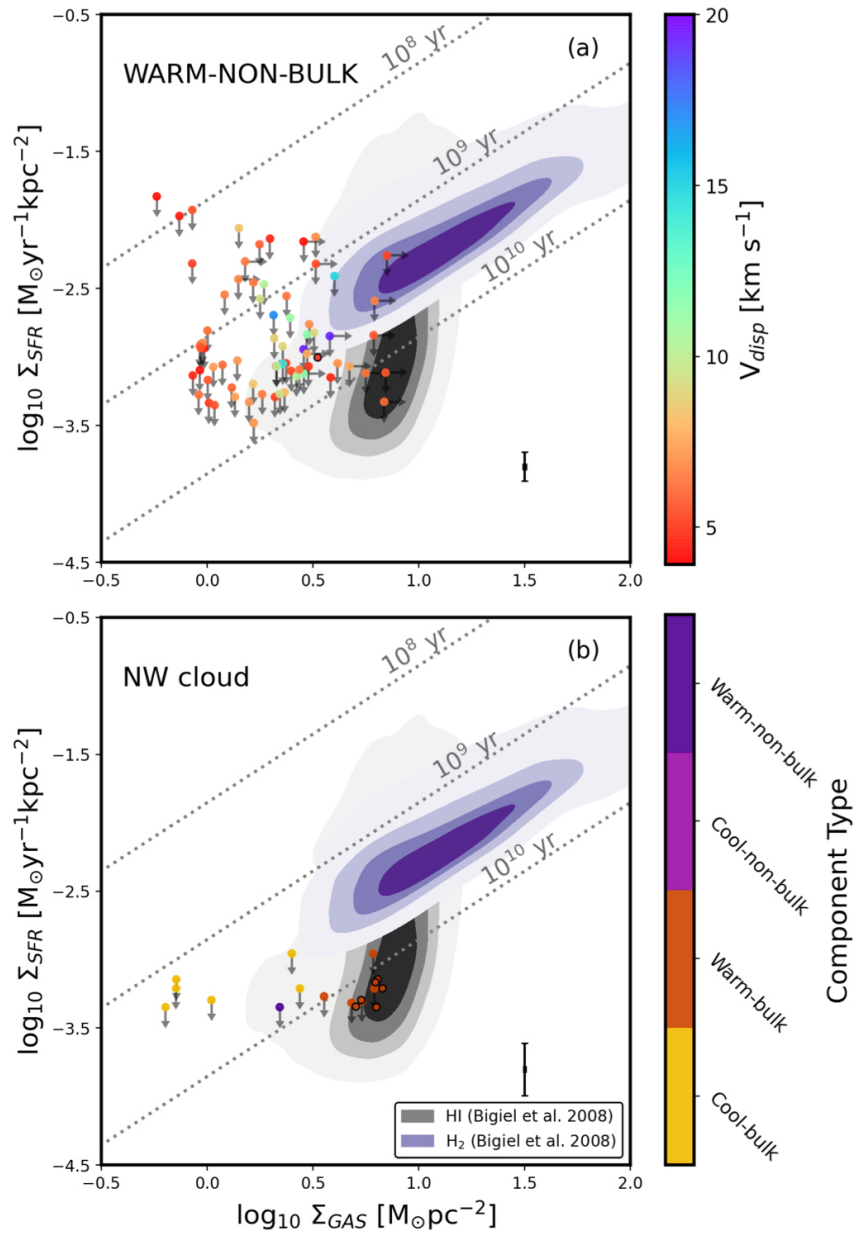 WARM-NON-BULK
(a)
10⁸ yr
10⁹ yr
10¹⁰ yr
log₁₀ Σ_SFR [M⊙yr⁻¹kpc⁻²]
−0.5
−1.5
−2.5
−3.5
−4.5
−0.5
0.0
0.5
1.0
1.5
2.0
20
15
10
5
V_disp [km s⁻¹]
NW cloud
(b)
10⁸ yr
10⁹ yr
10¹⁰ yr
log₁₀ Σ_SFR [M⊙yr⁻¹kpc⁻²]
−0.5
−1.5
−2.5
−3.5
−4.5
HI (Bigiel et al. 2008)
H₂ (Bigiel et al. 2008)
−0.5
0.0
0.5
1.0
1.5
2.0
log₁₀ Σ_GAS [M⊙pc⁻²]
Warm-non-bulk
Cool-non-bulk
Warm-bulk
Cool-bulk
Component Type